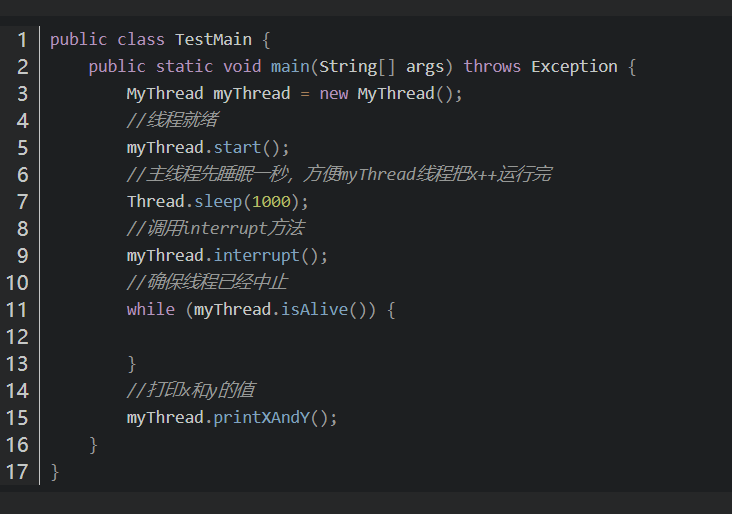 1 public class TestMain {
2 public static void main(String[] args) throws Exception {
3 MyThread myThread = new MyThread();
4 //线程就绪
5 myThread.start();
6 //主线程先睡眠一秒，方便myThread线程把x++运行完
7 Thread.sleep(1000);
8 //调用interrupt方法
9 myThread.interrupt();
10 //确保线程已经中止
11 while (myThread.isAlive()) {
12
13 }
14 //打印x和y的值
15 myThread.printXAndY();
16 }
17 }